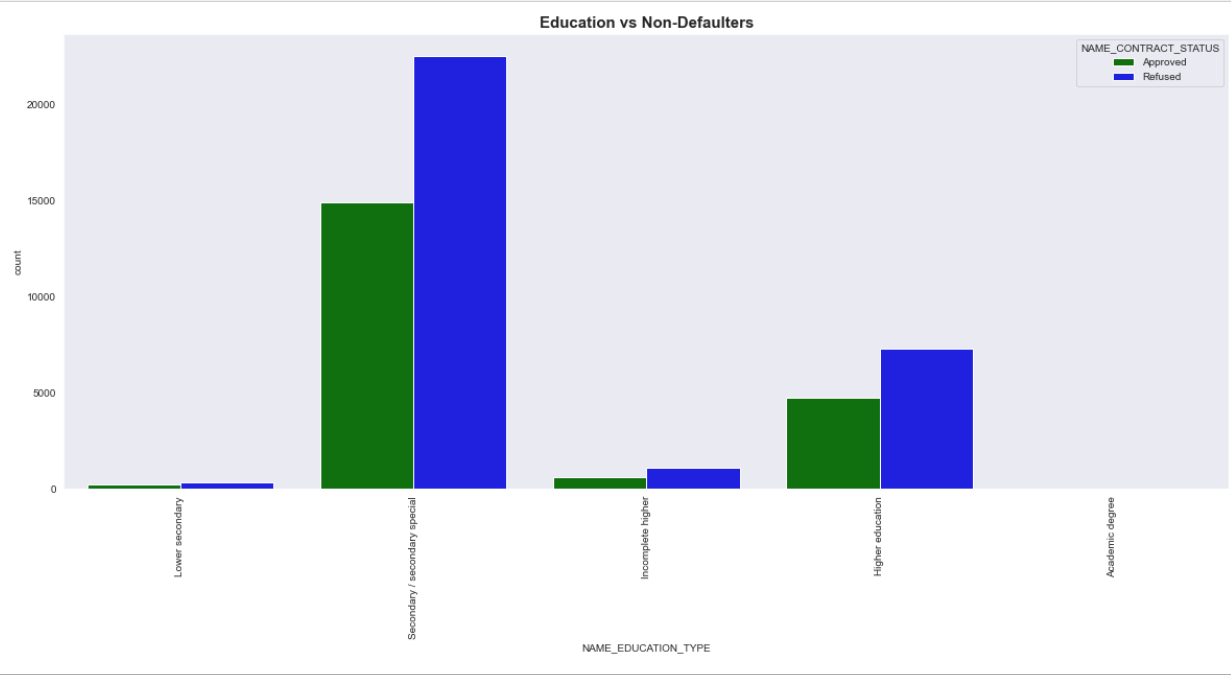 Education vs Non-Defaulters
NAME_CONTRACT_STATUS
Approved
Refused
20000
15000
10000
5000
0
count
Lower secondary
Secondary / secondary special
Incomplete higher
Higher education
Academic degree
NAME_EDUCATION_TYPE